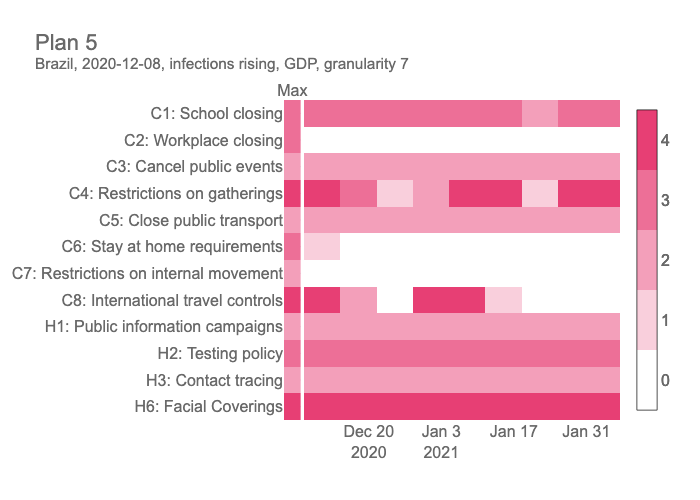 Plan 5
Brazil, 2020-12-08, infections rising, GDP, granularity 7
Max
C1: School closing
C2: Workplace closing
C3: Cancel public events
C4: Restrictions on gatherings
C5: Close public transport
C6: Stay at home requirements
C7: Restrictions on internal movement
C8: International travel controls
H1: Public information campaigns
H2: Testing policy
H3: Contact tracing
H6: Facial Coverings
Dec 20 Jan 3 Jan 17 Jan 31
2020 2021
4
3
2
1
0